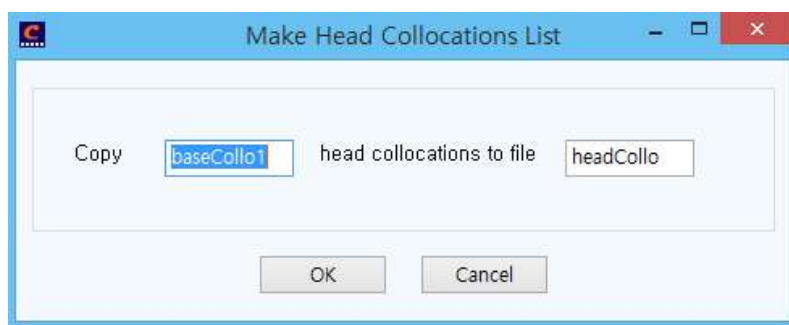 C
Make Head Collocations List
Copy baseCollo1 head collocations to file headCollo
OK Cancel